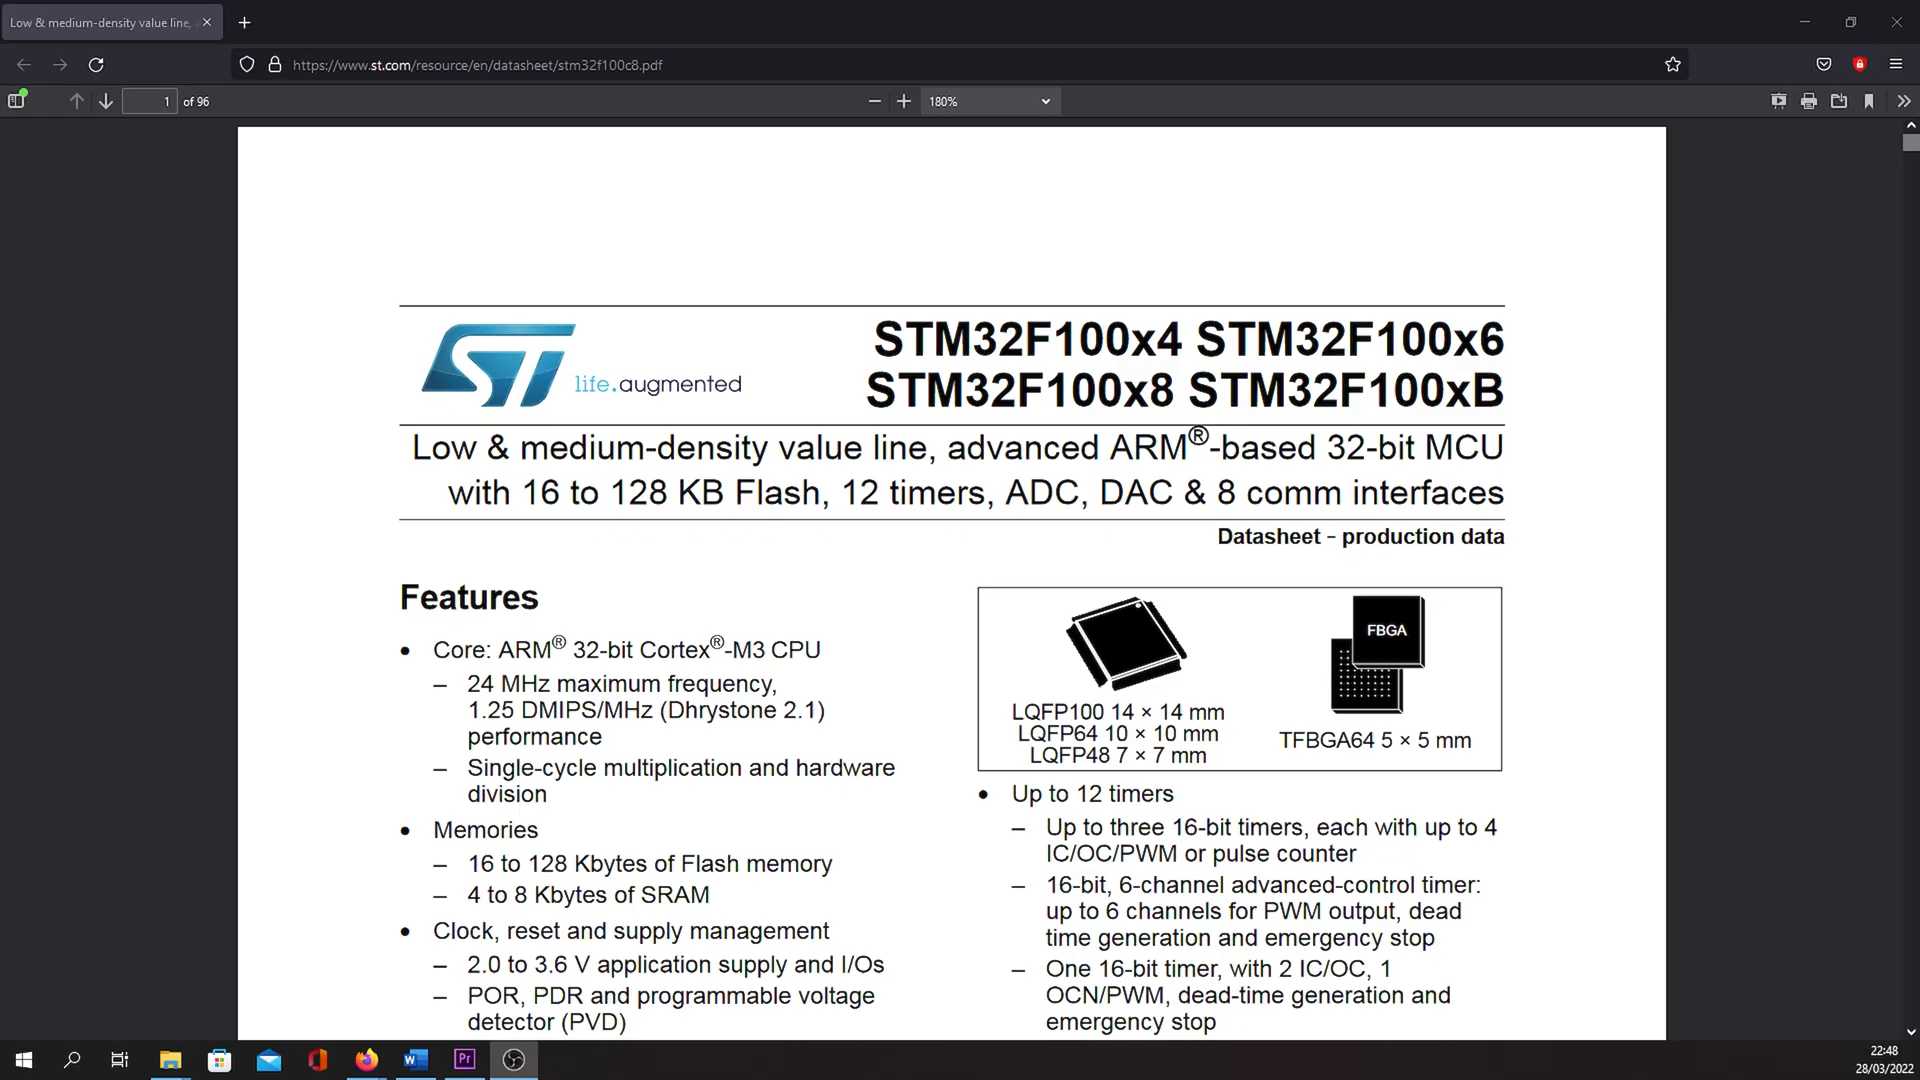 Low & medium-density value line,
https://www.st.com/resource/en/datasheet/stm32f100c8.pdf
1 of 96
180%
ST life.augmented
STM32F100x4 STM32F100x6
STM32F100x8 STM32F100xB
Low & medium-density value line, advanced ARM®-based 32-bit MCU
with 16 to 128 KB Flash, 12 timers, ADC, DAC & 8 comm interfaces
Datasheet - production data
Features
• Core: ARM® 32-bit Cortex®-M3 CPU
– 24 MHz maximum frequency,
1.25 DMIPS/MHz (Dhrystone 2.1)
performance
– Single-cycle multiplication and hardware
division
• Memories
– 16 to 128 Kbytes of Flash memory
– 4 to 8 Kbytes of SRAM
• Clock, reset and supply management
– 2.0 to 3.6 V application supply and I/Os
– POR, PDR and programmable voltage
detector (PVD)
FBGA
LQFP100 14 × 14 mm
LQFP64 10 × 10 mm
LQFP48 7 × 7 mm
TFBGA64 5 × 5 mm
• Up to 12 timers
– Up to three 16-bit timers, each with up to 4
IC/OC/PWM or pulse counter
– 16-bit, 6-channel advanced-control timer:
up to 6 channels for PWM output, dead
time generation and emergency stop
– One 16-bit timer, with 2 IC/OC, 1
OCN/PWM, dead-time generation and
emergency stop
W
Pr
22:48
28/03/2022